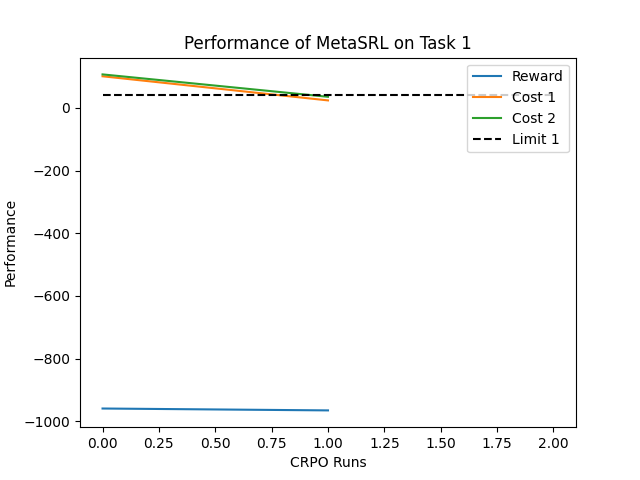 Performance of MetaSRL on Task 1
Reward
Cost 1
Cost 2
Limit 1
Performance
0
−200
−400
−600
−800
−1000
0.00 0.25 0.50 0.75 1.00 1.25 1.50 1.75 2.00
CRPO Runs